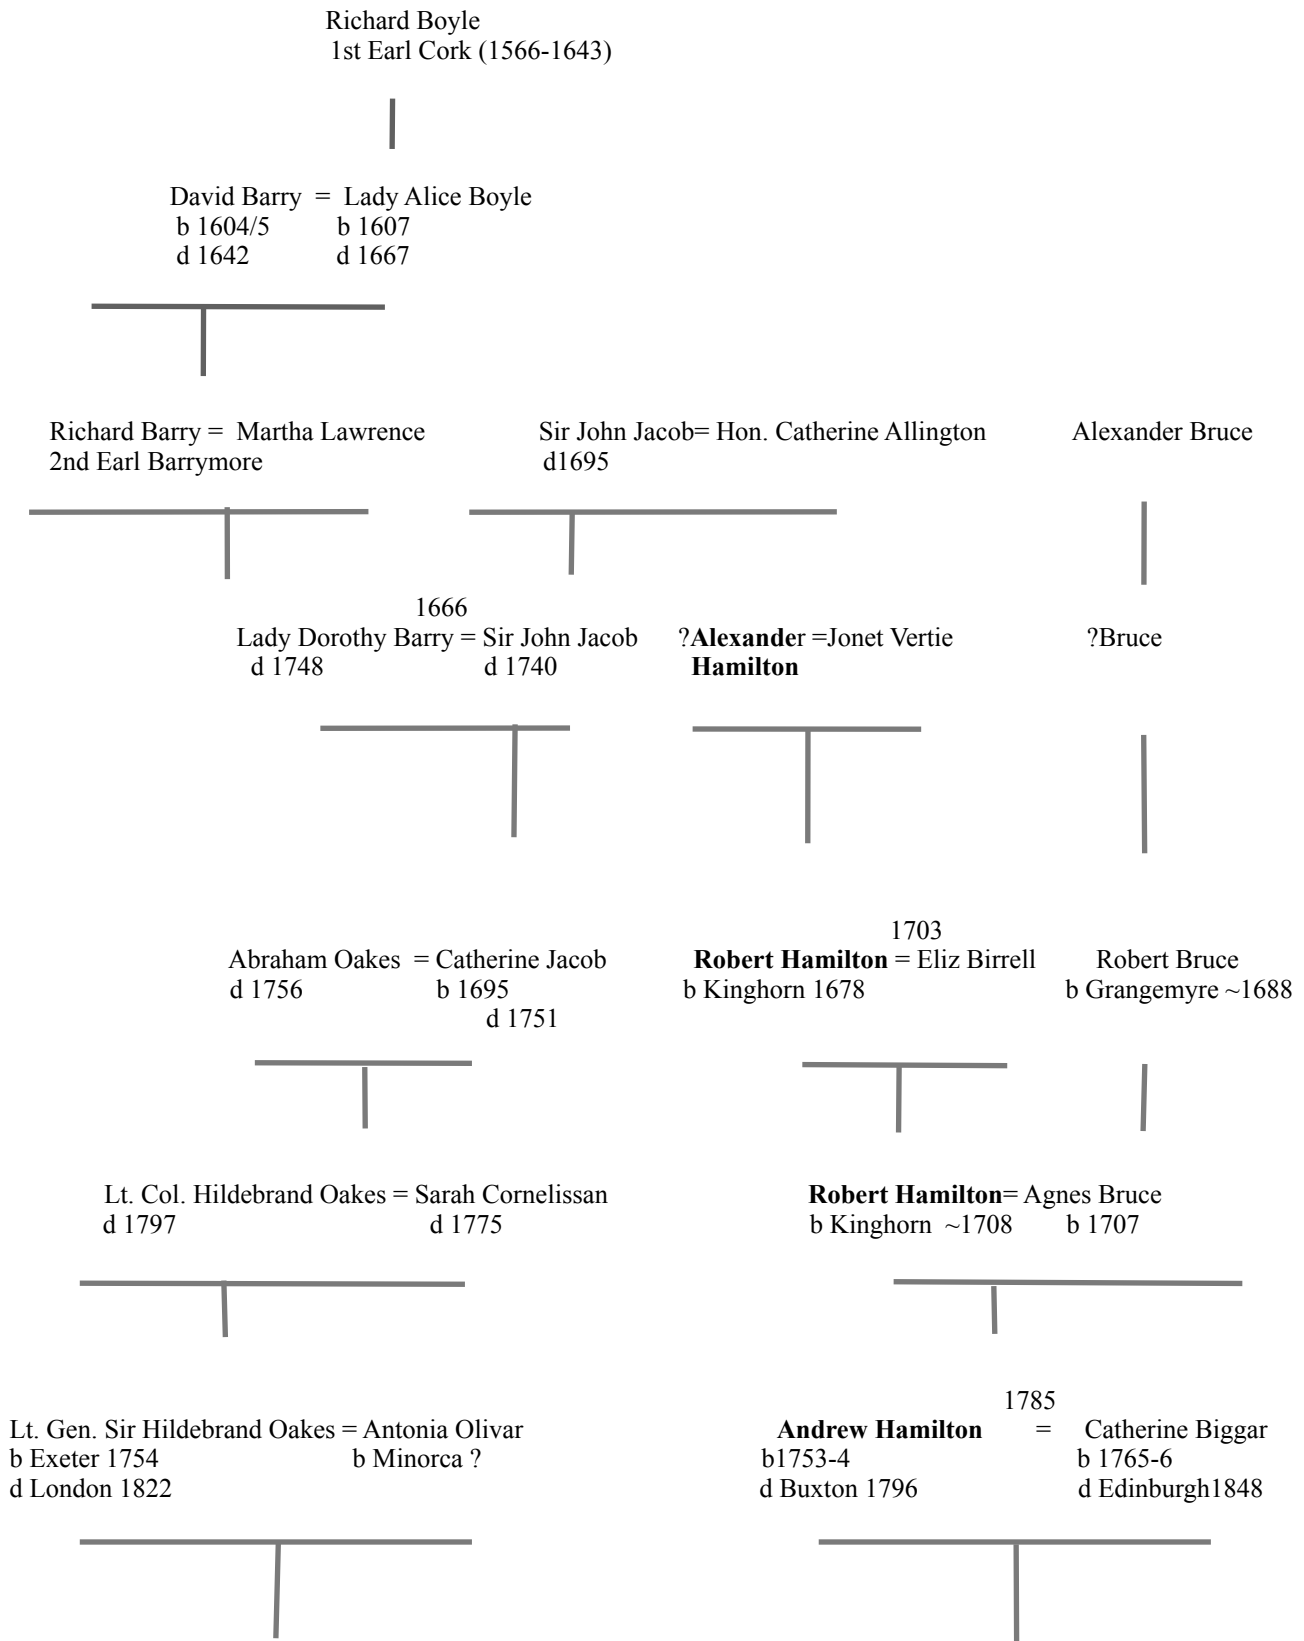 Richard Boyle
1st Earl Cork (1566-1643)
David Barry = Lady Alice Boyle
b 1604/5 b 1607
d 1642 d 1667
Richard Barry = Martha Lawrence Sir John Jacob= Hon. Catherine Allington Alexander Bruce
2nd Earl Barrymore d1695
1666
Lady Dorothy Barry = Sir John Jacob ?Alexander =Jonet Vertie ?Bruce
d 1748 d 1740 Hamilton
1703
Abraham Oakes = Catherine Jacob Robert Hamilton = Eliz Birrell Robert Bruce
d 1756 b 1695 b Kinghorn 1678 b Grangemyre ~1688
d 1751
Lt. Col. Hildebrand Oakes = Sarah Cornelissan Robert Hamilton= Agnes Bruce
d 1797 d 1775 b Kinghorn ~1708 b 1707
1785
Lt. Gen. Sir Hildebrand Oakes = Antonia Olivar Andrew Hamilton = Catherine Biggar
b Exeter 1754 b Minorca ? b1753-4 b 1765-6
d London 1822 d Buxton 1796 d Edinburgh1848